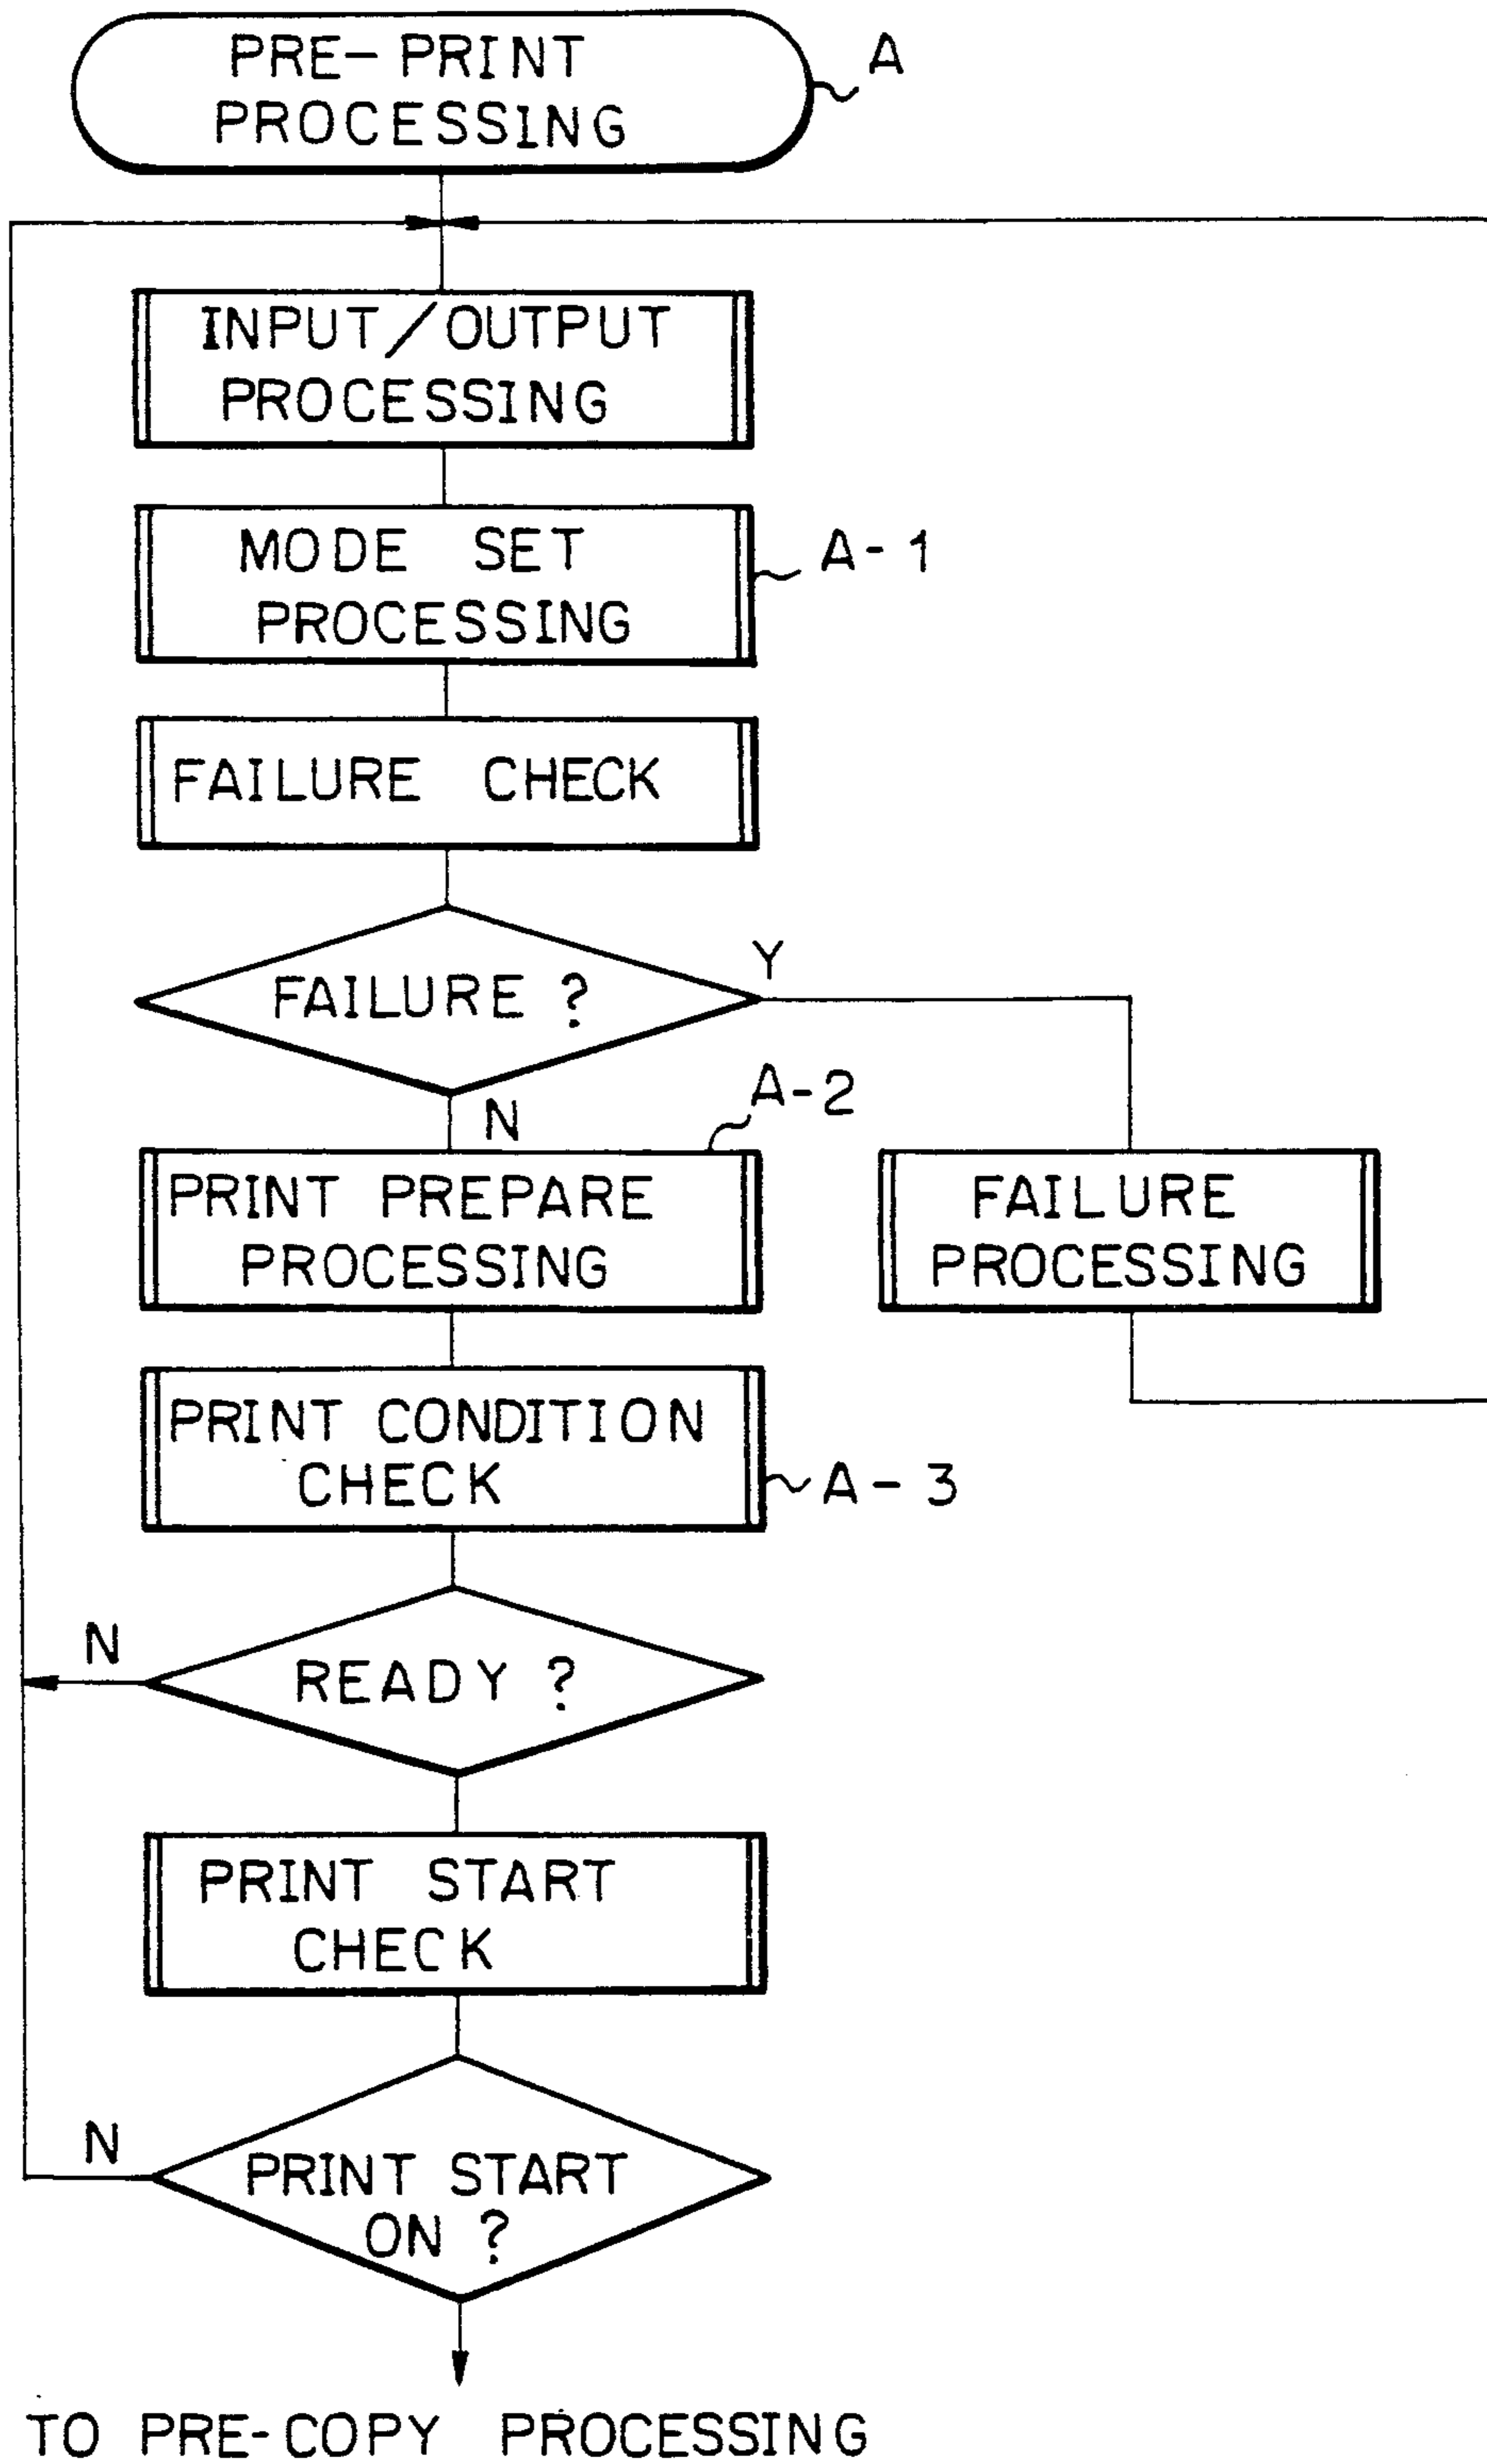 PRE-PRINT
PROCESSING
A
INPUT/OUTPUT
PROCESSING
MODE SET
PROCESSING
A-1
FAILURE CHECK
FAILURE ?
Y
N
A-2
PRINT PREPARE
PROCESSING
FAILURE
PROCESSING
PRINT CONDITION
CHECK
A-3
READY ?
N
PRINT START
CHECK
PRINT START
ON ?
N
TO PRE-COPY PROCESSING